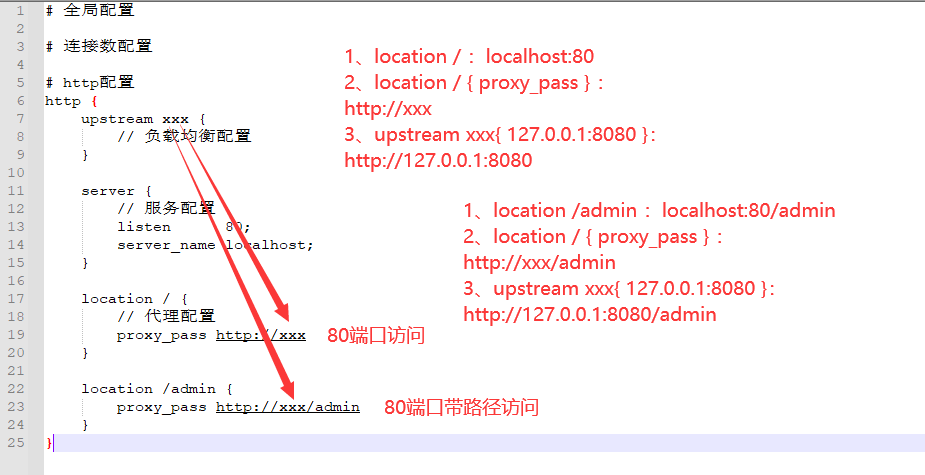 1 # 全局配置
2
3 # 连接数配置
4
5 # http配置
6 http {
7 upstream xxx {
8 // 负载均衡配置
9 }
10
11 server {
12 // 服务配置
13 listen 80;
14 server_name localhost;
15 }
16
17 location / {
18 // 代理配置
19 proxy_pass http://xxx
20 }
21
22 location /admin {
23 proxy_pass http://xxx/admin
24 }
25 }
1、location / ：localhost:80
2、location / { proxy_pass }：
http://xxx
3、upstream xxx{ 127.0.0.1:8080 }:
http://127.0.0.1:8080
1、location /admin ：localhost:80/admin
2、location / { proxy_pass }：
http://xxx/admin
3、upstream xxx{ 127.0.0.1:8080 }:
http://127.0.0.1:8080/admin
80端口访问
80端口带路径访问